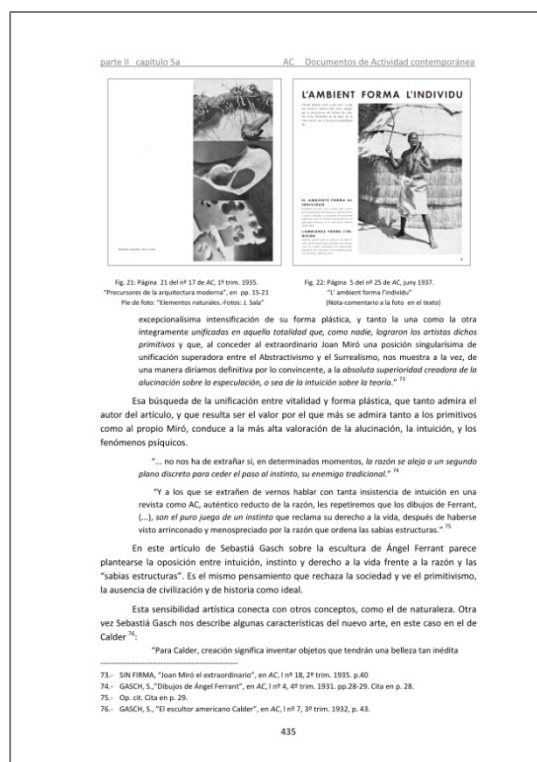 parte II capítulo 5a
AC Documentos de Actividad contemporánea
L'AMBIENT FORMA L'INDIVIDU
EL AMBIENTE FORMA AL
INDIVIDUO
L'AMBIANCE FORME L'IN-
DIVIDU
Fig. 21: Página 21 del nº 17 de AC, 1º trim. 1935.
"Precursores de la arquitectura moderna", en pp. 15-21
Pie de foto: "Elementos naturales.-Fotos: J. Sala"
Fig. 22: Página 5 del nº 25 de AC, juny 1937.
"L' ambient forma l'individu"
(Nota-comentario a la foto en el texto)
excepcionalísima intensificación de su forma plástica, y tanto la una como la otra
integramente unificadas en aquella totalidad que, como nadie, lograron los artistas dichos
primitivos y que, al conceder al extraordinario Joan Miró una posición singularísima de
unificación superadora entre el Abstractivismo y el Surrealismo, nos muestra a la vez, de
una manera diríamos definitiva por lo convincente, a la absoluta superioridad creadora de la
alucinación sobre la especulación, o sea de la intuición sobre la teoría." 73
Esa búsqueda de la unificación entre vitalidad y forma plástica, que tanto admira el
autor del artículo, y que resulta ser el valor por el que más se admira tanto a los primitivos
como al propio Miró, conduce a la más alta valoración de la alucinación, la intuición, y los
fenómenos psíquicos.
"... no nos ha de extrañar si, en determinados momentos, la razón se aleja a un segundo
plano discreto para ceder el paso al instinto, su enemigo tradicional." 74
"Y a los que se extrañen de vernos hablar con tanta insistencia de intuición en una
revista como AC, auténtico reducto de la razón, les repetiremos que los dibujos de Ferrant,
(...), son el puro juego de un instinto que reclama su derecho a la vida, después de haberse
visto arrinconado y menospreciado por la razón que ordena las sabias estructuras." 75
En este artículo de Sebastiá Gasch sobre la escultura de Ángel Ferrant parece
plantearse la oposición entre intuición, instinto y derecho a la vida frente a la razón y las
"sabias estructuras". Es el mismo pensamiento que rechaza la sociedad y ve el primitivismo,
la ausencia de civilización y de historia como ideal.
Esta sensibilidad artística conecta con otros conceptos, como el de naturaleza. Otra
vez Sebastiá Gasch nos describe algunas características del nuevo arte, en este caso en el de
Calder 76:
"Para Calder, creación significa inventar objetos que tendrán una belleza tan inédita
73.- SIN FIRMA, "Joan Miró el extraordinario", en AC, l nº 18, 2º trim. 1935. p.40
74.- GASCH, S.,"Dibujos de Ángel Ferrant", en AC, l nº 4, 4º trim. 1931. pp.28-29. Cita en p. 28.
75.- Op. cit. Cita en p. 29.
76.- GASCH, S., "El escultor americano Calder", en AC, l nº 7, 3º trim. 1932, p. 43.
435